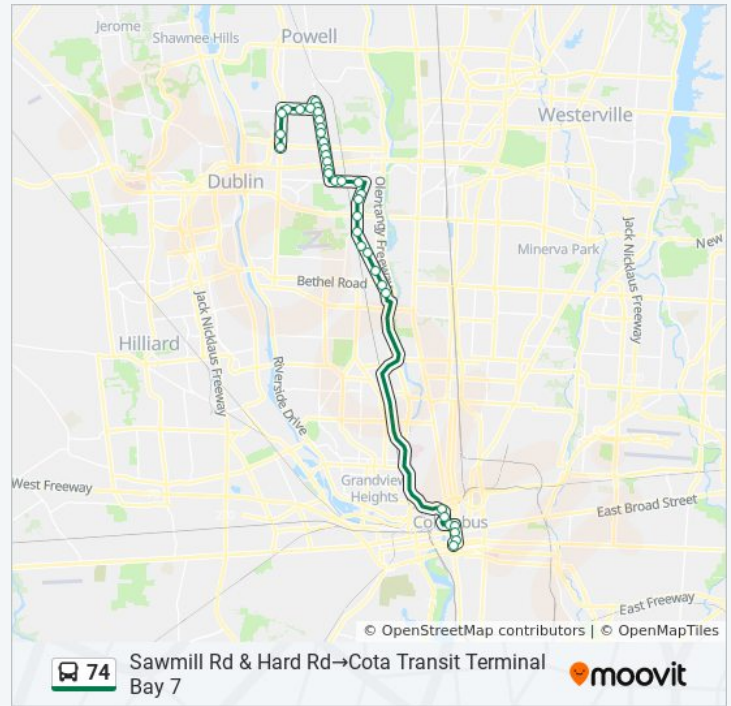 Jerome
Shawnee Hills
Powell
Westerville
Dublin
Olentangy Freeway
Minerva Park
New
Jack Nicklaus Freeway
Bethel Road
Jack Nicklaus Freeway
Hilliard
Riverside Drive
Grandview
Heights
West Freeway
East Broad Street
Columbus
East Freeway
© OpenStreetMap contributors | © OpenMapTiles
74
Sawmill Rd & Hard Rd→Cota Transit Terminal
Bay 7
moovit